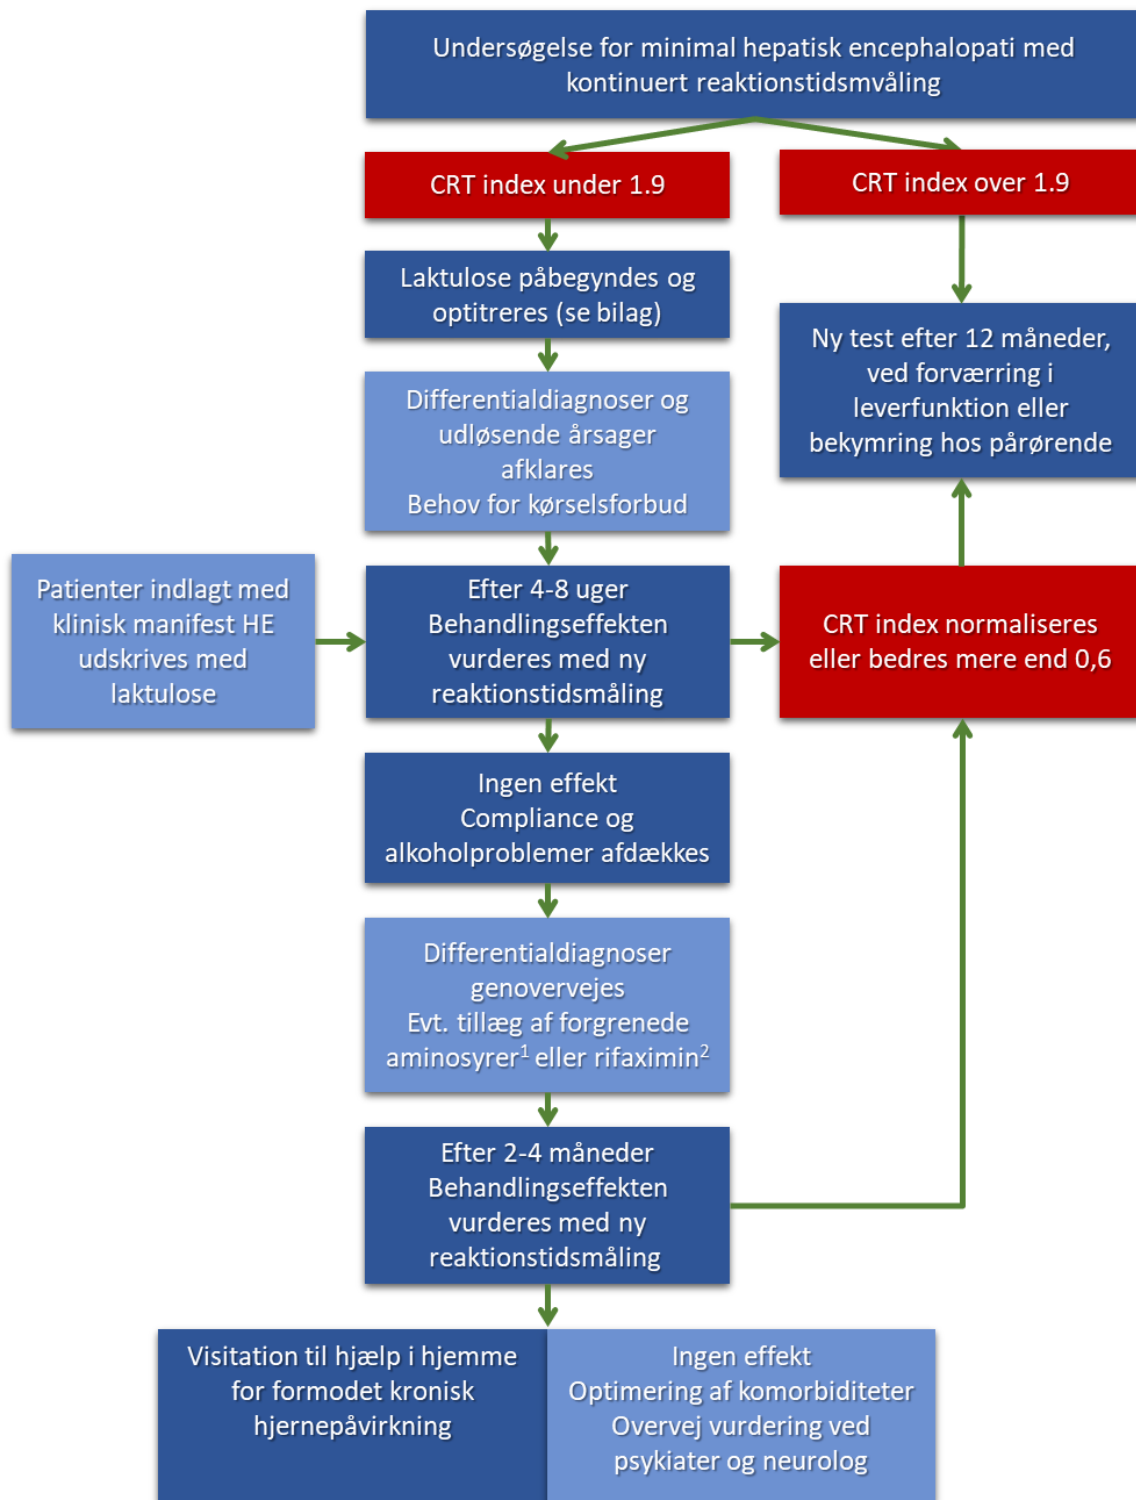 Undersøgelse for minimal hepatisk encephalopati med
kontinuert reaktionstidsmvåling
CRT index under 1.9
CRT index over 1.9
Laktulose påbegyndes og
optitreres (se bilag)
Ny test efter 12 måneder,
ved forværring i
leverfunktion eller
bekymring hos pårørende
Differentialdiagnoser og
udløsende årsager
afklares
Behov for kørselsforbud
Patienter indlagt med
klinisk manifest HE
udskrives med
laktulose
Efter 4-8 uger
Behandlingseffekten
vurderes med ny
reaktionstidsmåling
CRT index normaliseres
eller bedres mere end 0,6
Ingen effekt
Compliance og
alkoholproblemer afdækkes
Differentialdiagnoser
genovervejes
Evt. tillæg af forgrenede
aminosyrer¹ eller rifaximin²
Efter 2-4 måneder
Behandlingseffekten
vurderes med ny
reaktionstidsmåling
Visitation til hjælp i hjemme
for formodet kronisk
hjernepåvirkning
Ingen effekt
Optimering af komorbiditeter
Overvej vurdering ved
psykiater og neurolog